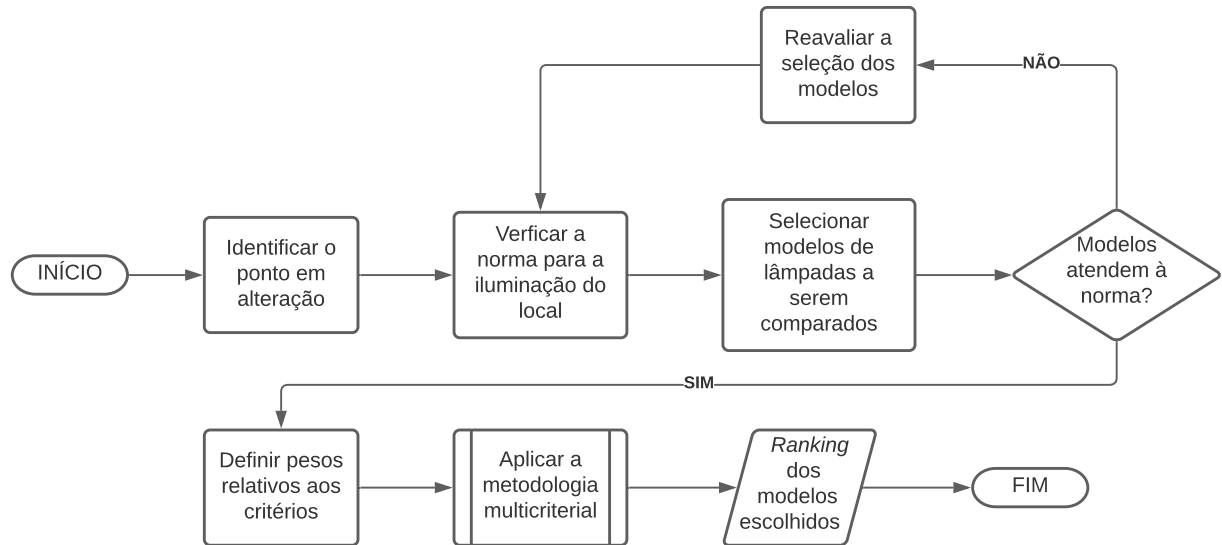 Reavaliar a
seleção dos
modelos
NÃO
INÍCIO
Identificar o
ponto em
alteração
Verficar a
norma para a
iluminação do
local
Selecionar
modelos de
lâmpadas a
serem
comparados
Modelos
atendem à
norma?
SIM
Definir pesos
relativos aos
critérios
Aplicar a
metodologia
multicriterial
Ranking
dos
modelos
escolhidos
FIM